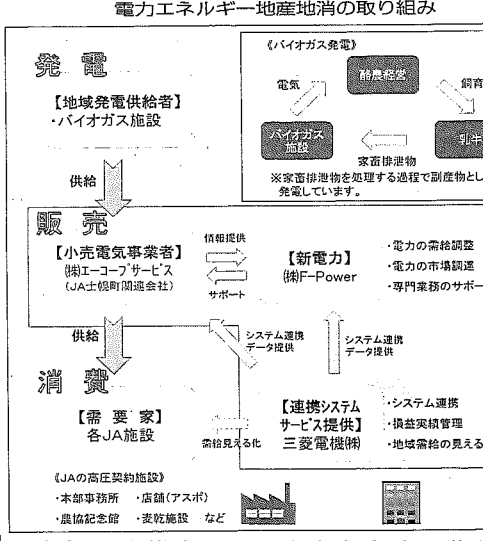 電力エネルギー地産地消の取り組み
発電
【地域発電供給者】
・バイオガス施設
《バイオガス発電》
酪農経営
電気
飼育
バイオガス
施設
乳牛
家畜排泄物
※家畜排泄物を処理する過程で副産物とし
発電しています。
供給
販売
【小売電気事業者】
㈱エーコープサービス
(JA士幌町関連会社)
情報提供
サポート
【新電力】
㈱F-Power
・電力の需給調整
・電力の市場調達
・専門業務のサポー
供給
システム連携
データ提供
システム連携
データ提供
消費
【需要家】
各JA施設
需給見える化
【連携システム
サービス提供】
三菱電機㈱
・システム連携
・損益実績管理
・地域需給の見える
《JAの高圧契約施設》
・本部事務所 ・店舗(アスポ)
・農協記念館 ・麦乾施設 など